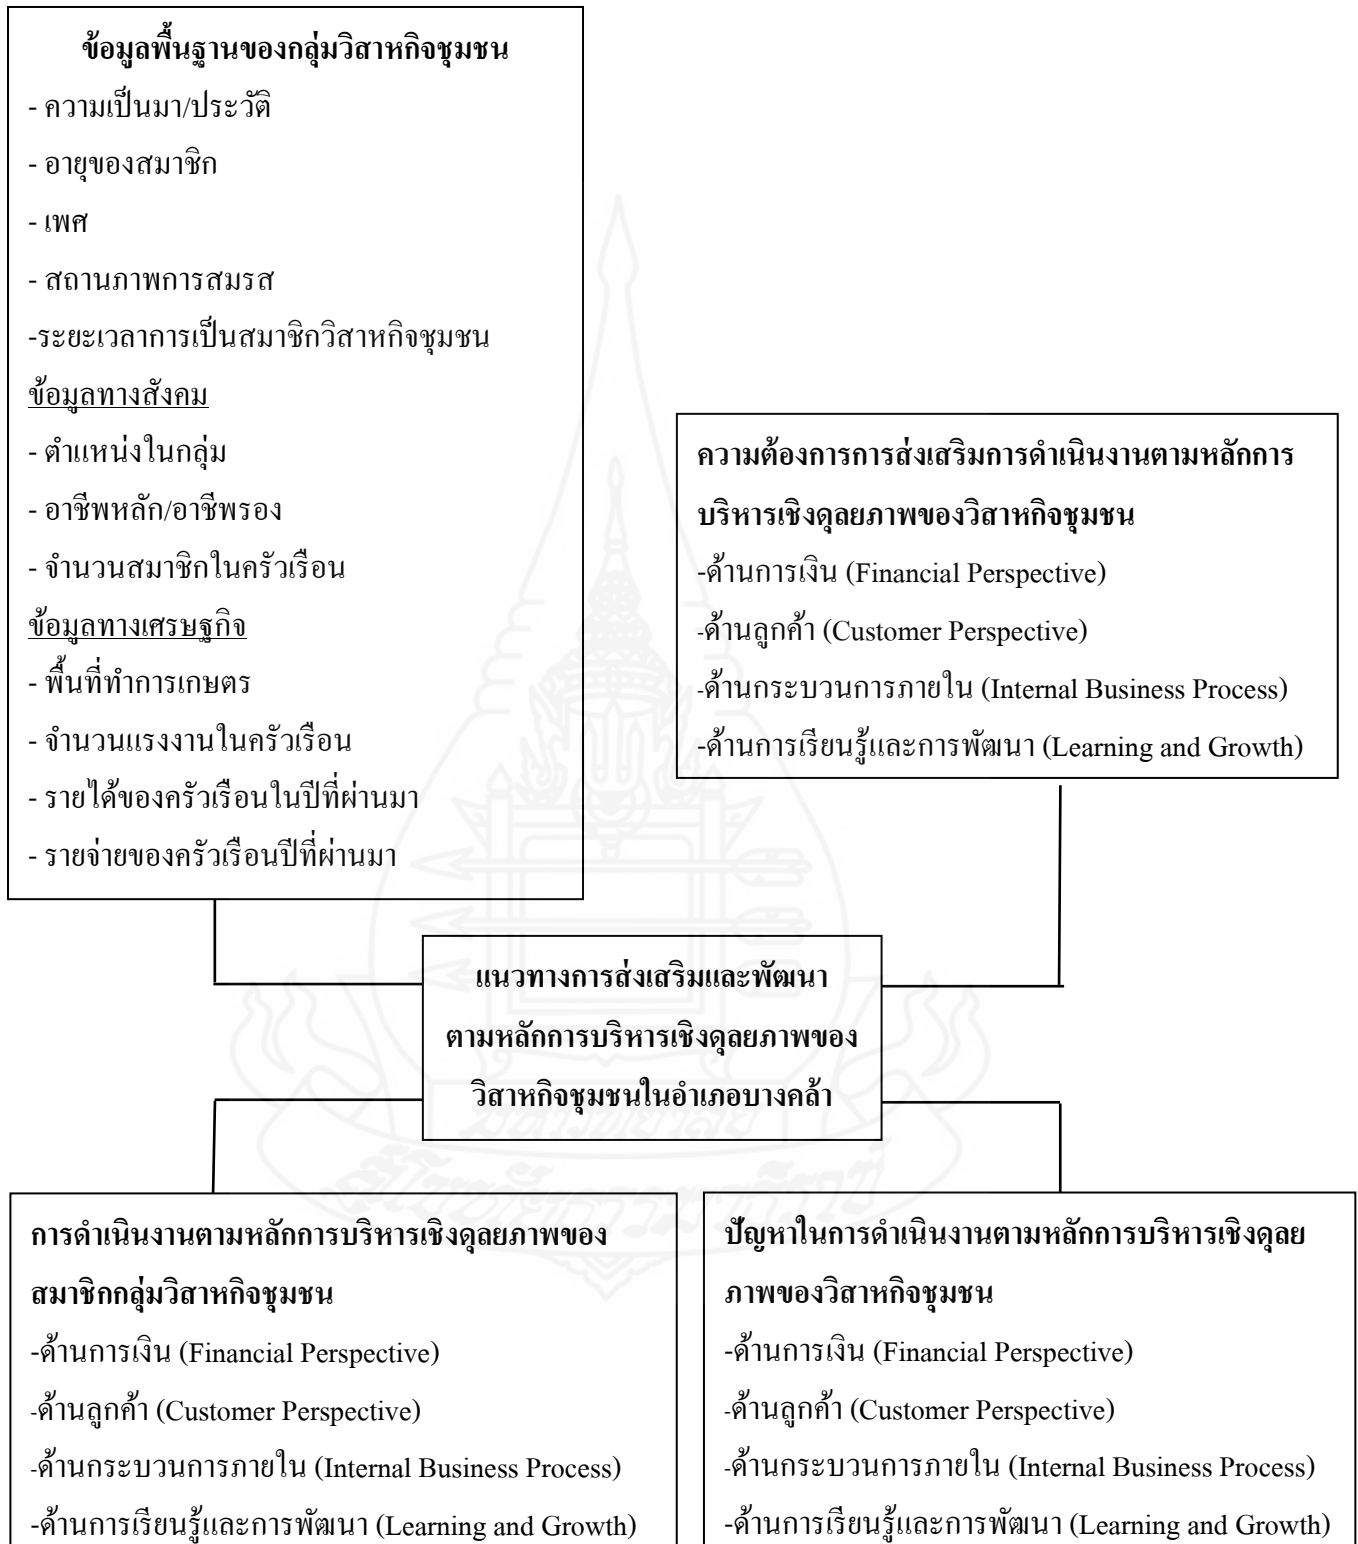 ข้อมูลพื้นฐานของกลุ่มวิสาหกิจชุมชน
- ความเป็นมา/ประวัติ
- อายุของสมาชิก
- เพศ
- สถานภาพการสมรส
-ระยะเวลาการเป็นสมาชิกวิสาหกิจชุมชน
ข้อมูลทางสังคม
- ตำแหน่งในกลุ่ม
- อาชีพหลัก/อาชีพรอง
- จำนวนสมาชิกในครัวเรือน
ข้อมูลทางเศรษฐกิจ
- พื้นที่ทำการเกษตร
- จำนวนแรงงานในครัวเรือน
- รายได้ของครัวเรือนในปีที่ผ่านมา
- รายจ่ายของครัวเรือนปีที่ผ่านมา
ความต้องการการส่งเสริมการดำเนินงานตามหลักการ
บริหารเชิงดุลยภาพของวิสาหกิจชุมชน
-ด้านการเงิน (Financial Perspective)
-ด้านลูกค้า (Customer Perspective)
-ด้านกระบวนการภายใน (Internal Business Process)
-ด้านการเรียนรู้และการพัฒนา (Learning and Growth)
แนวทางการส่งเสริมและพัฒนา
ตามหลักการบริหารเชิงดุลยภาพของ
วิสาหกิจชุมชนในอำเภอบางคล้า
การดำเนินงานตามหลักการบริหารเชิงดุลยภาพของ
สมาชิกกลุ่มวิสาหกิจชุมชน
-ด้านการเงิน (Financial Perspective)
-ด้านลูกค้า (Customer Perspective)
-ด้านกระบวนการภายใน (Internal Business Process)
-ด้านการเรียนรู้และการพัฒนา (Learning and Growth)
ปัญหาในการดำเนินงานตามหลักการบริหารเชิงดุลย
ภาพของวิสาหกิจชุมชน
-ด้านการเงิน (Financial Perspective)
-ด้านลูกค้า (Customer Perspective)
-ด้านกระบวนการภายใน (Internal Business Process)
-ด้านการเรียนรู้และการพัฒนา (Learning and Growth)